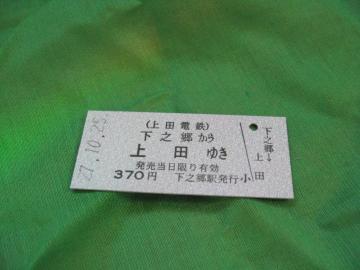 27.10.25
(上田電鉄)
下之郷から
上田ゆき
発売当日限り有効
370円 下之郷駅発行
下之郷→
上田
小